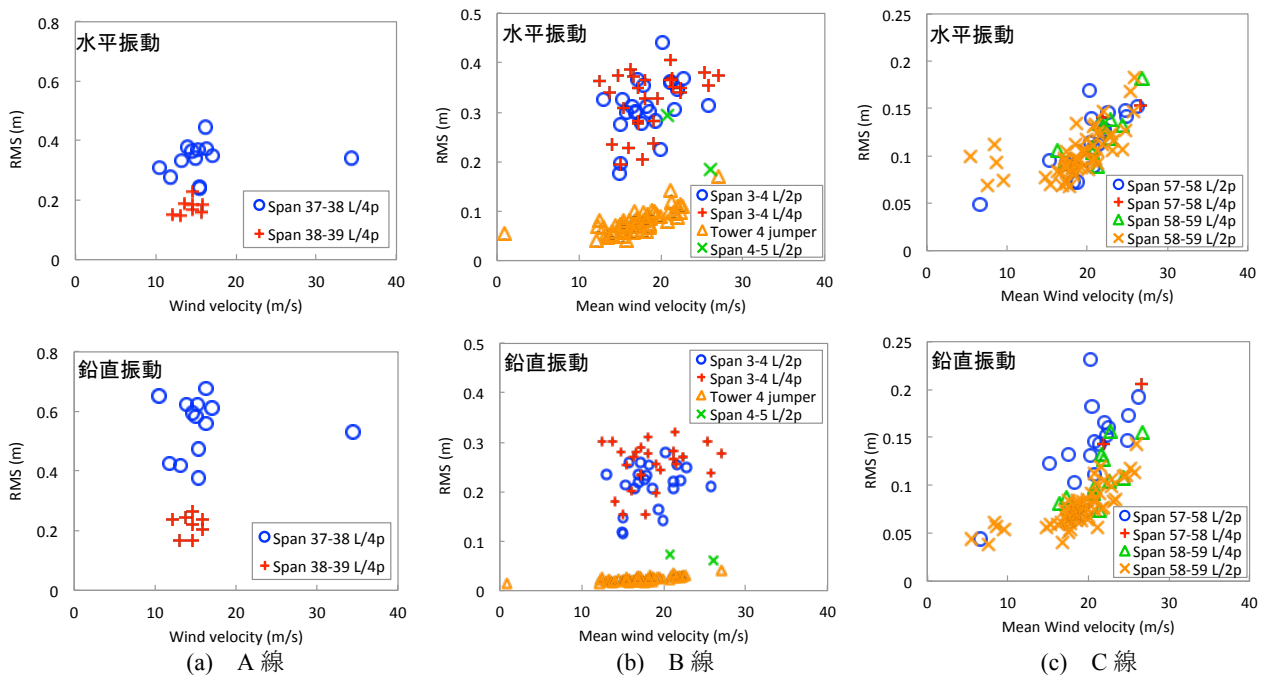 水平振動
RMS (m)
0.8
0.6
0.4
0.2
0
0 10 20 30 40
Wind velocity (m/s)
Span 37-38 L/4p
Span 38-39 L/4p
水平振動
RMS (m)
0.5
0.4
0.3
0.2
0.1
0
0 10 20 30 40
Mean Wind velocity (m/s)
Span 3-4 L/2p
Span 3-4 L/4p
Tower 4 jumper
Span 4-5 L/2p
水平振動
RMS (m)
0.25
0.2
0.15
0.1
0.05
0
0 10 20 30 40
Mean Wind velocity (m/s)
Span 57-58 L/2p
Span 57-58 L/4p
Span 58-59 L/4p
Span 58-59 L/2p
鉛直振動
RMS (m)
0.8
0.6
0.4
0.2
0
0 10 20 30 40
Wind velocity (m/s)
Span 37-38 L/4p
Span 38-39 L/4p
(a) A 線
鉛直振動
RMS (m)
0.5
0.4
0.3
0.2
0.1
0
0 10 20 30 40
Mean Wind velocity (m/s)
Span 3-4 L/2p
Span 3-4 L/4p
Tower 4 jumper
Span 4-5 L/2p
(b) B 線
鉛直振動
RMS (m)
0.25
0.2
0.15
0.1
0.05
0
0 10 20 30 40
Mean Wind velocity (m/s)
Span 57-58 L/2p
Span 57-58 L/4p
Span 58-59 L/4p
Span 58-59 L/2p
(c) C 線